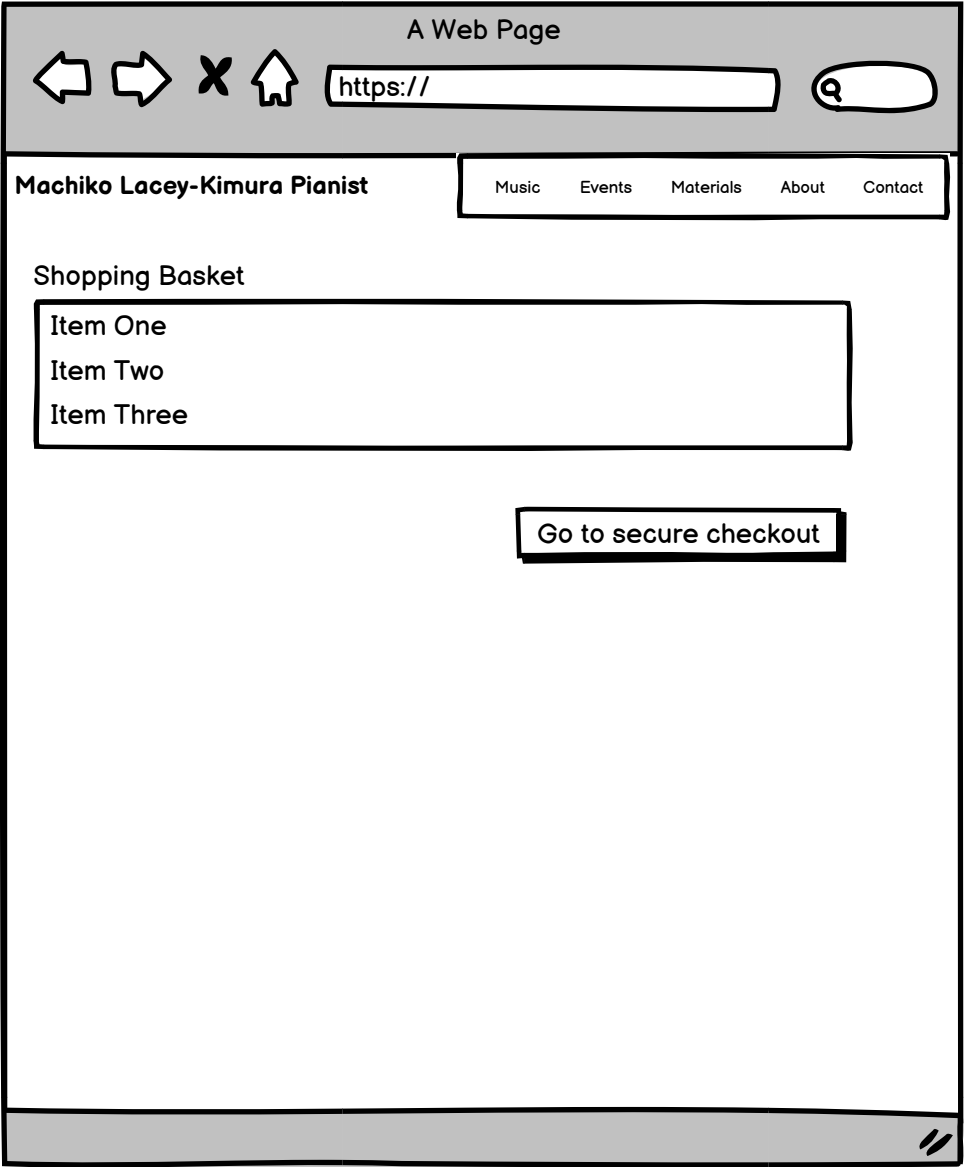 A Web Page
https://
Machiko Lacey-Kimura Pianist
Music Events Materials About Contact
Shopping Basket
Item One
Item Two
Item Three
Go to secure checkout